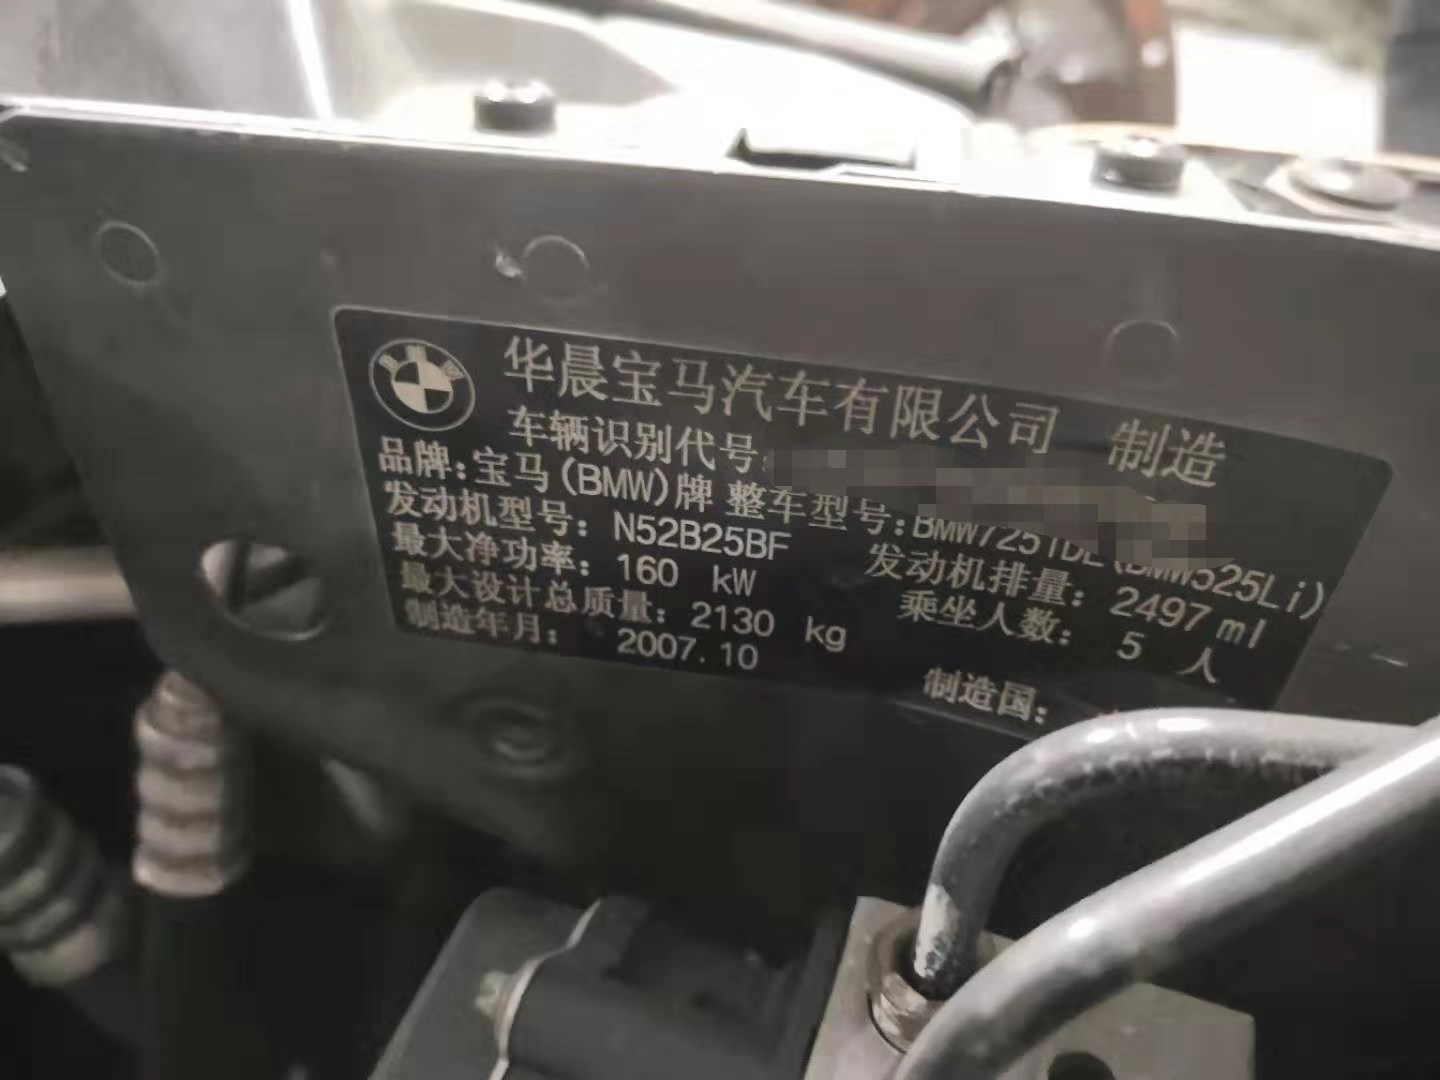 华晨宝马汽车有限公司 制造
车辆识别代号:
品牌:宝马(BMW)牌 整车型号:BMW7251DL(BMW525Li)
发动机型号: N52B25BF 发动机排量: 2497 ml
最大净功率: 160 kW 乘坐人数: 5 人
最大设计总质量: 2130 kg
制造年月: 2007.10 制造国: